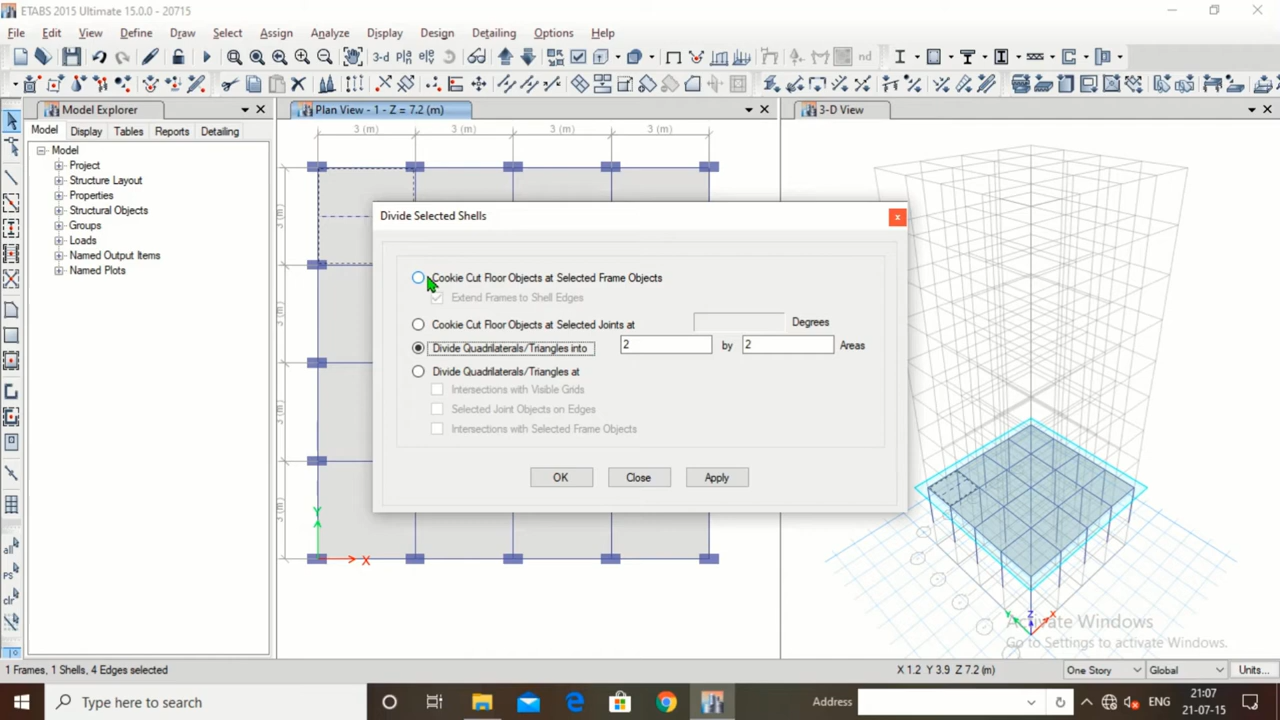 ETABS Ultimate 15.0.0 - 20715
File Edit View Define Draw Select Assign Analyze Display Design Detailing Options Help
3-d plà elė nd
Model Explorer
Plan View - 1 - Z = 7.2 (m)
3-D View
Model Display Tables Reports Detailing
Model
Project
Structure Layout
Properties
Structural Objects
Groups
Loads
Named Output Items
Named Plots
all
ps
clr
3 (m) 3 (m) 3 (m) 3 (m)
Y
X
Divide Selected Shells
x
Cookie Cut Floor Objects at Selected Frame Objects
Extend Frames to Shell Edges
Cookie Cut Floor Objects at Selected Joints at Degrees
Divide Quadrilaterals/Triangles into 2 by 2 Areas
Divide Quadrilaterals/Triangles at
Intersections with Visible Grids
Selected Joint Objects on Edges
Intersections with Selected Frame Objects
OK Close Apply
Z
Y X
Activate Windows
Go to Settings to activate Windows.
1 Frames, 1 Shells, 4 Edges selected
X 1.2 Y 3.9 Z 7.2 (m)
One Story
Global
Units...
Type here to search
Address
ENG
21:07
21-07-15